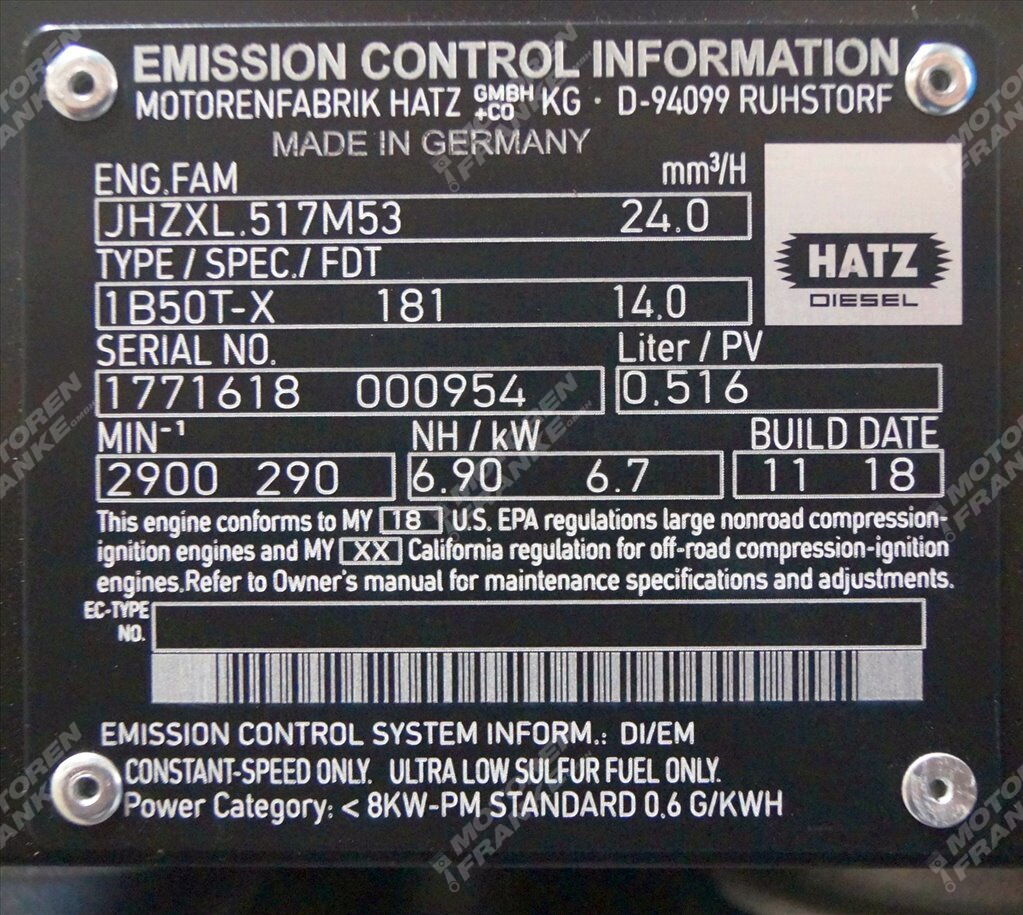 EMISSION CONTROL INFORMATION
MOTORENFABRIK HATZ GMBH +CO KG · D-94099 RUHSTORF
MADE IN GERMANY
ENG.FAM mm³/H
JHZXL.517M53 24.0
TYPE / SPEC./ FDT
1B50T-X 181 14.0
HATZ
DIESEL
SERIAL NO. Liter / PV
1771618 000954 0.516
MIN-¹ NH / kW BUILD DATE
2900 290 6.90 6.7 11 18
This engine conforms to MY 18 U.S. EPA regulations large nonroad compression-
ignition engines and MY XX California regulation for off-road compression-ignition
engines.Refer to Owner's manual for maintenance specifications and adjustments.
EC-TYPE
NO.
EMISSION CONTROL SYSTEM INFORM.: DI/EM
CONSTANT-SPEED ONLY. ULTRA LOW SULFUR FUEL ONLY.
Power Category: < 8KW-PM STANDARD 0,6 G/KWH
MOTOREN
FRANKE